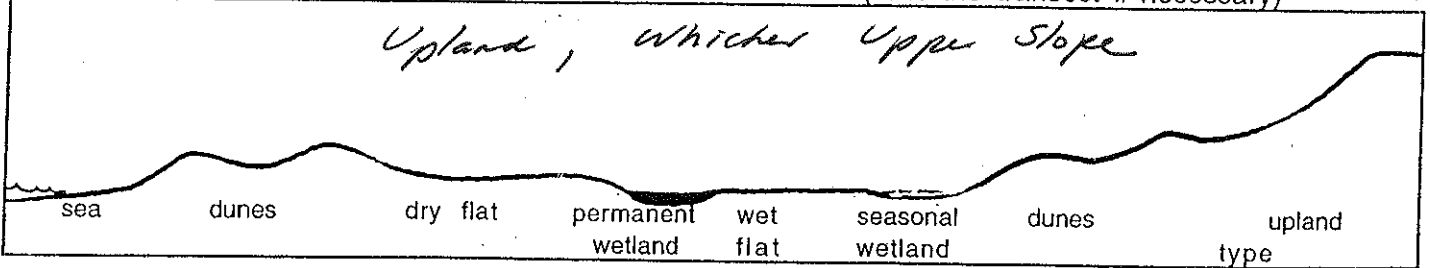 Upland, Whicher Upper Slope
sea dunes dry flat permanent wet seasonal dunes upland
wetland flat wetland type